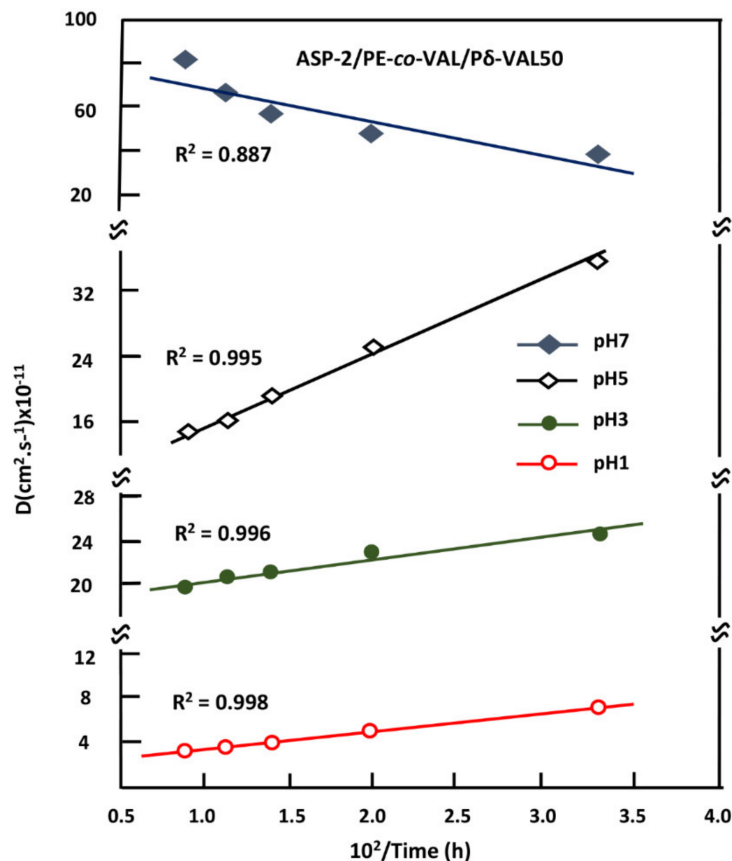 100
ASP-2/PE-co-VAL/Pδ-VAL50
60
R² = 0.887
20
32
pH7
R² = 0.995
24
pH5
16
pH3
pH1
28
R² = 0.996
24
20
12
R² = 0.998
8
4
D(cm².s⁻¹)x10⁻¹¹
0.5 1.0 1.5 2.0 2.5 3.0 3.5 4.0
10²/Time (h)